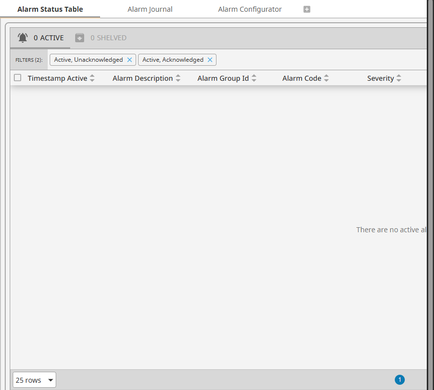 Alarm Status Table Alarm Journal Alarm Configurator
0 ACTIVE 0 SHELVED
FILTERS (2): Active, Unacknowledged Active, Acknowledged
Timestamp Active Alarm Description Alarm Group Id Alarm Code Severity
There are no active al
25 rows 1